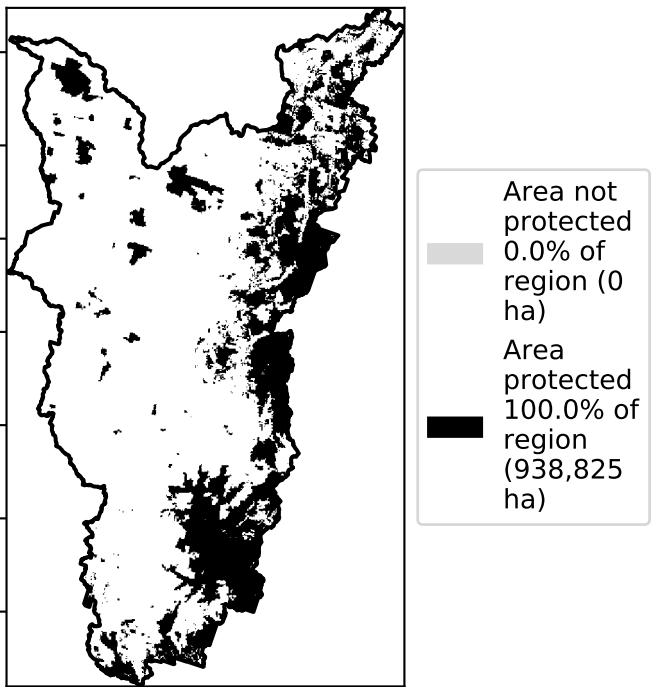 Area not
protected
0.0% of
region (0
ha)
Area
protected
100.0% of
region
(938,825
ha)